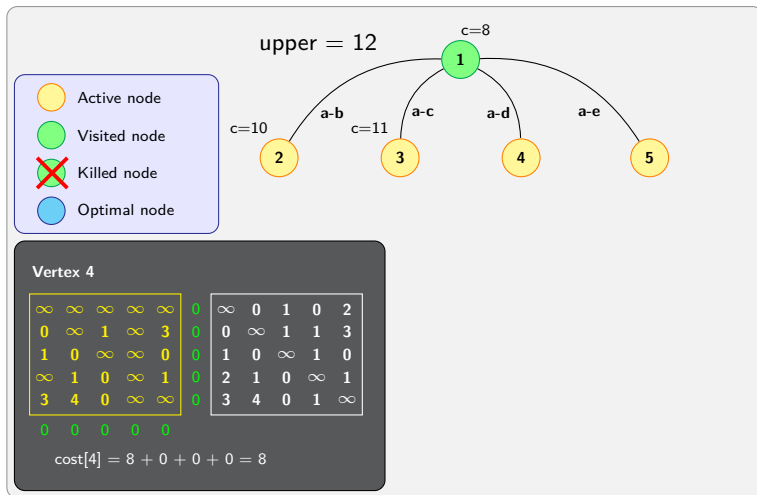 c=8
upper = 12
1
a-b
a-c
a-d
a-e
c=10
c=11
2
3
4
5
Active node
Visited node
Killed node
Optimal node
Vertex 4
∞ ∞ ∞ ∞ ∞ 0 ∞ 0 1 0 2
0 ∞ 1 ∞ 3 0 0 ∞ 1 1 3
1 0 ∞ ∞ 0 0 1 0 ∞ 1 0
∞ 1 0 ∞ 1 0 2 1 0 ∞ 1
3 4 0 ∞ ∞ 0 3 4 0 1 ∞
0 0 0 0 0
cost[4] = 8 + 0 + 0 + 0 = 8